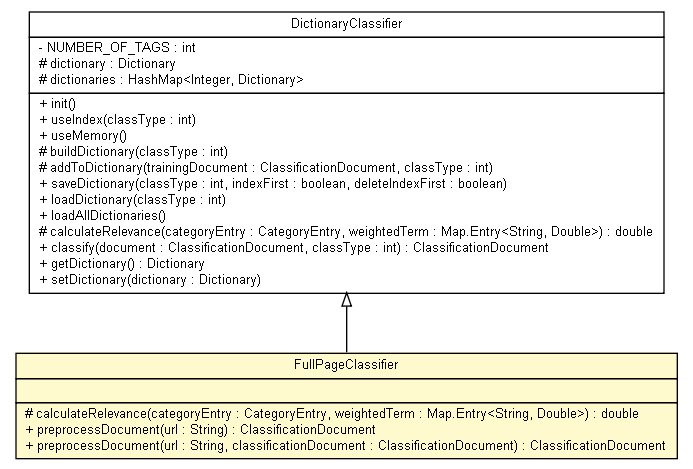 DictionaryClassifier
- NUMBER_OF_TAGS : int
# dictionary : Dictionary
# dictionaries : HashMap<Integer, Dictionary>
+ init()
+ useIndex(classType : int)
+ useMemory()
# buildDictionary(classType : int)
# addToDictionary(trainingDocument : ClassificationDocument, classType : int)
+ saveDictionary(classType : int, indexFirst : boolean, deleteIndexFirst : boolean)
+ loadDictionary(classType : int)
+ loadAllDictionaries()
# calculateRelevance(categoryEntry : CategoryEntry, weightedTerm : Map.Entry<String, Double>) : double
+ classify(document : ClassificationDocument, classType : int) : ClassificationDocument
+ getDictionary() : Dictionary
+ setDictionary(dictionary : Dictionary)
FullPageClassifier
# calculateRelevance(categoryEntry : CategoryEntry, weightedTerm : Map.Entry<String, Double>) : double
+ preprocessDocument(url : String) : ClassificationDocument
+ preprocessDocument(url : String, classificationDocument : ClassificationDocument) : ClassificationDocument